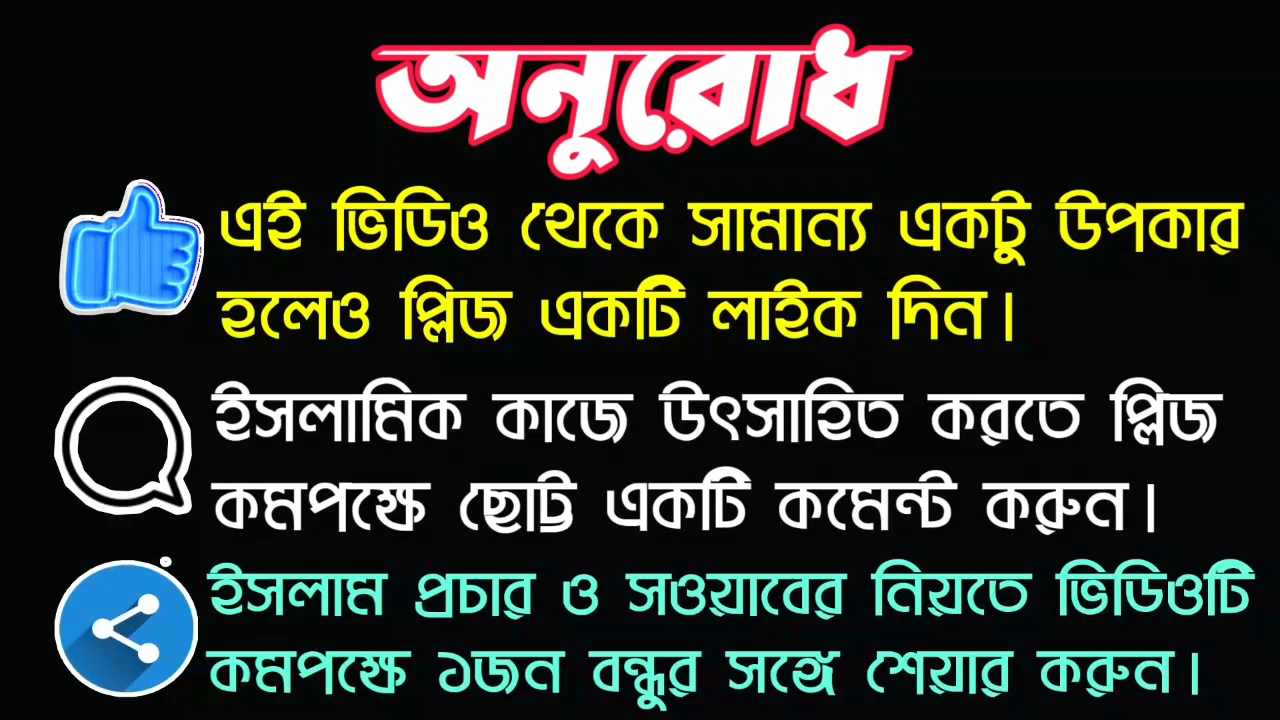 অনুরোধ
এই ভিডিও থেকে সামান্য একটু উপকার
হলেও প্লিজ একটি লাইক দিন।
ইসলামিক কাজে উৎসাহিত করতে প্লিজ
কমপক্ষে ছোট্ট একটি কমেন্ট করুন।
ইসলাম প্রচার ও সওয়াবের নিয়তে ভিডিওটি
কমপক্ষে ১জন বন্ধুর সঙ্গে শেয়ার করুন।